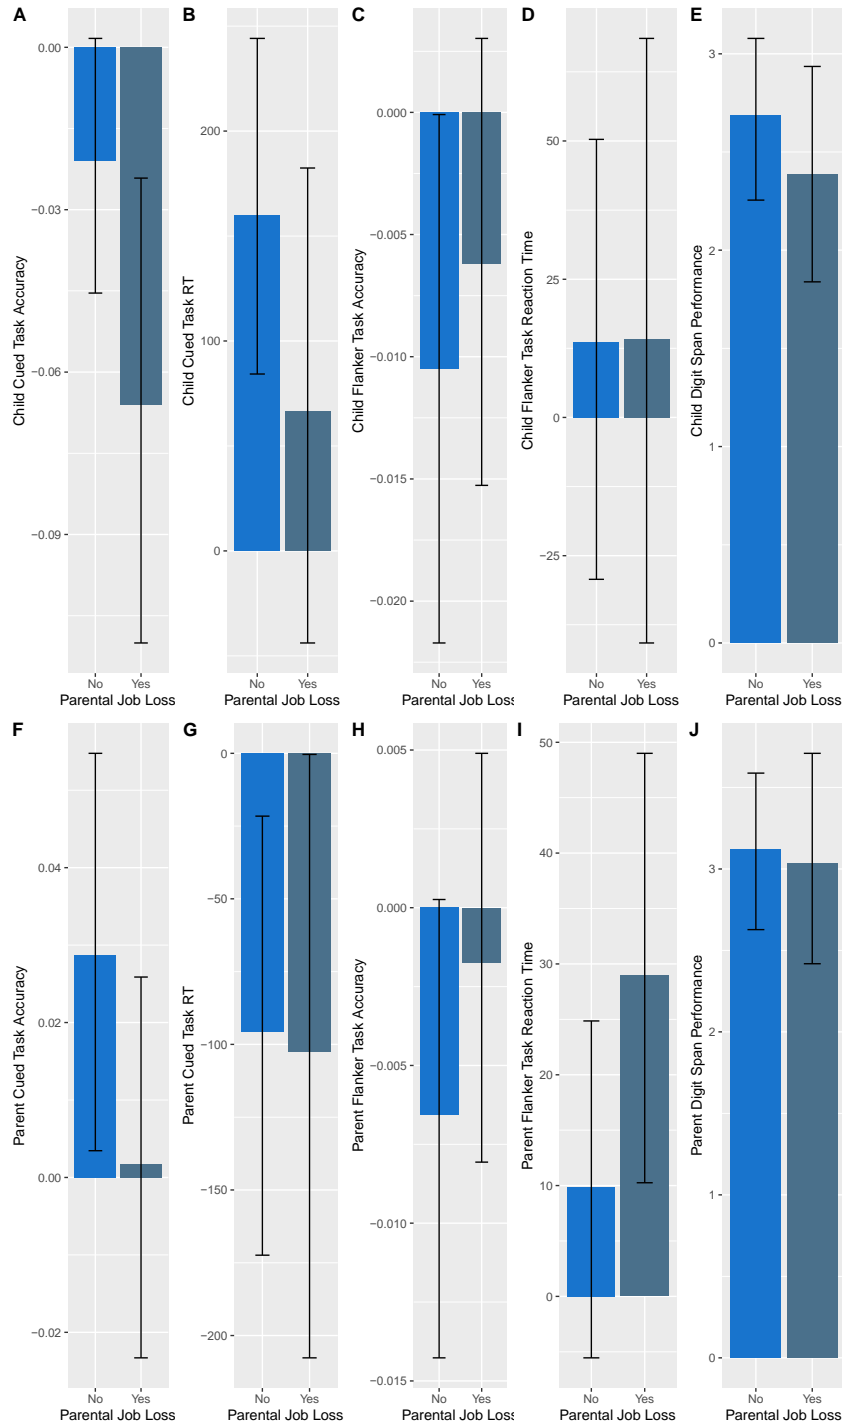 A
Child Cued Task Accuracy
0.00
−0.03
−0.06
−0.09
No Yes
Parental Job Loss
B
Child Cued Task RT
200
100
0
No Yes
Parental Job Loss
C
Child Flanker Task Accuracy
0.000
−0.005
−0.010
−0.015
−0.020
No Yes
Parental Job Loss
D
Child Flanker Task Reaction Time
50
25
0
−25
No Yes
Parental Job Loss
E
Child Digit Span Performance
3
2
1
0
No Yes
Parental Job Loss
F
Parent Cued Task Accuracy
0.04
0.02
0.00
−0.02
No Yes
Parental Job Loss
G
Parent Cued Task RT
0
−50
−100
−150
−200
No Yes
Parental Job Loss
H
Parent Flanker Task Accuracy
0.005
0.000
−0.005
−0.010
−0.015
No Yes
Parental Job Loss
I
Parent Flanker Task Reaction Time
50
40
30
20
10
0
No Yes
Parental Job Loss
J
Parent Digit Span Performance
3
2
1
0
No Yes
Parental Job Loss